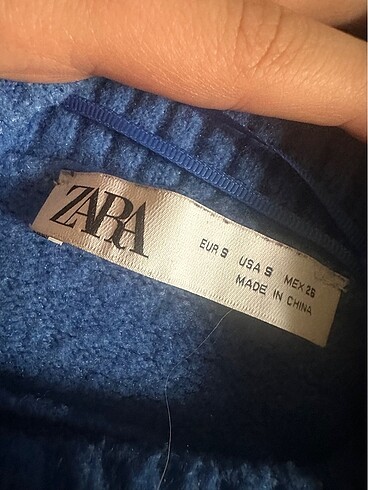 ZARA
EUR S USA S MEX 26
MADE IN CHINA